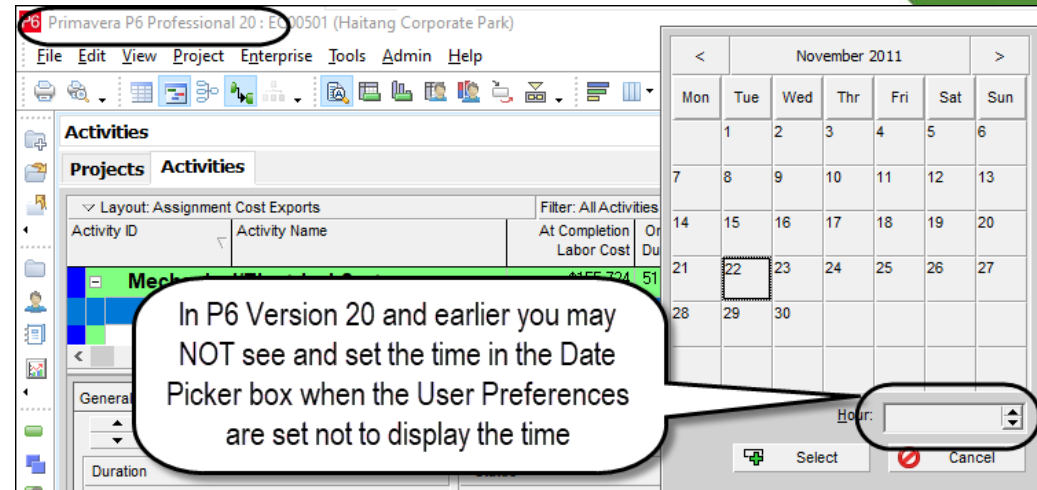 P6 Primavera P6 Professional 20 : EC00501 (Haitang Corporate Park)
File Edit View Project Enterprise Tools Admin Help
Activities
Projects Activities
Layout: Assignment Cost Exports
Filter: All Activities
Activity ID
Activity Name
At Completion
Labor Cost
$155,724 51
In P6 Version 20 and earlier you may
NOT see and set the time in the Date
Picker box when the User Preferences
are set not to display the time
General
Duration
< November 2011 >
Mon Tue Wed Thr Fri Sat Sun
1 2 3 4 5 6
7 8 9 10 11 12 13
14 15 16 17 18 19 20
21 22 23 24 25 26 27
28 29 30
Hour:
Select Cancel